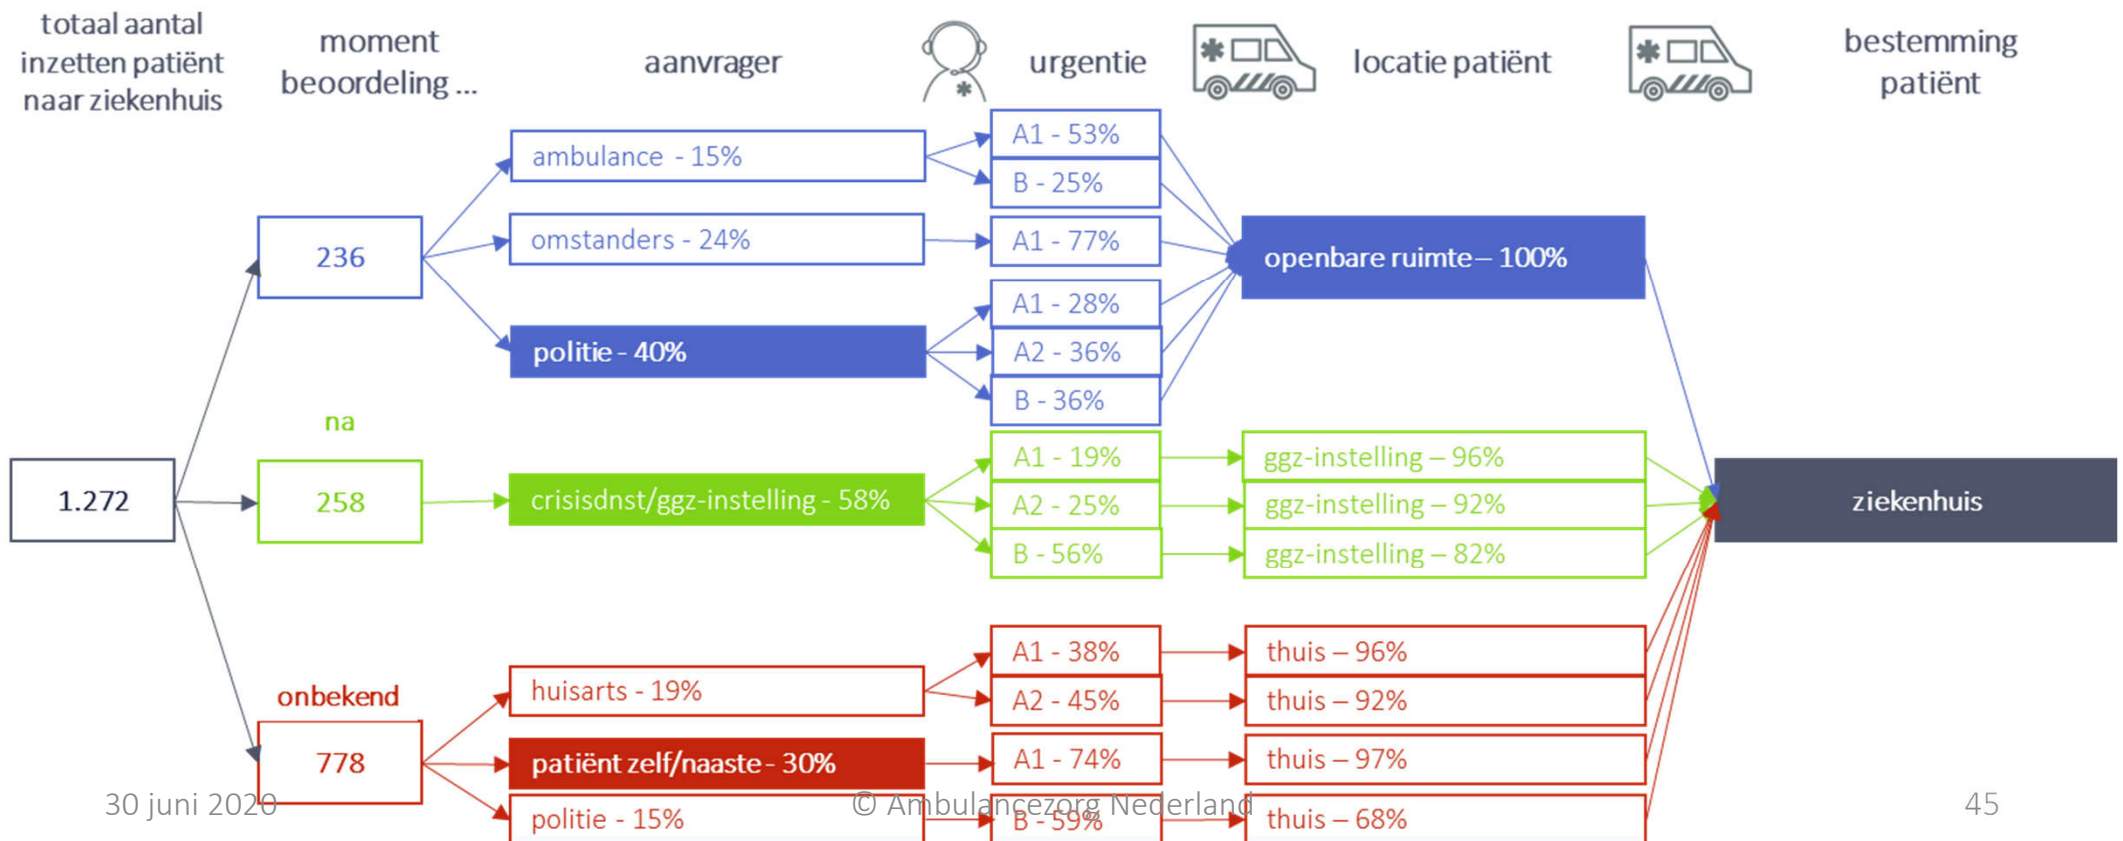 totaal aantal
inzetten patiënt
naar ziekenhuis
moment
beoordeling ...
aanvrager
urgentie
locatie patiënt
bestemming
patiënt
ambulance - 15%
A1 - 53%
B - 25%
236
omstanders - 24%
A1 - 77%
openbare ruimte – 100%
politie - 40%
A1 - 28%
A2 - 36%
B - 36%
na
1.272
258
crisisdnst/ggz-instelling - 58%
A1 - 19%
ggz-instelling – 96%
A2 - 25%
ggz-instelling – 92%
B - 56%
ggz-instelling – 82%
ziekenhuis
onbekend
778
huisarts - 19%
A1 - 38%
thuis – 96%
A2 - 45%
thuis – 92%
patiënt zelf/naaste - 30%
A1 - 74%
thuis – 97%
politie - 15%
B - 59%
thuis – 68%
30 juni 2020
© Ambulancezorg Nederland
45